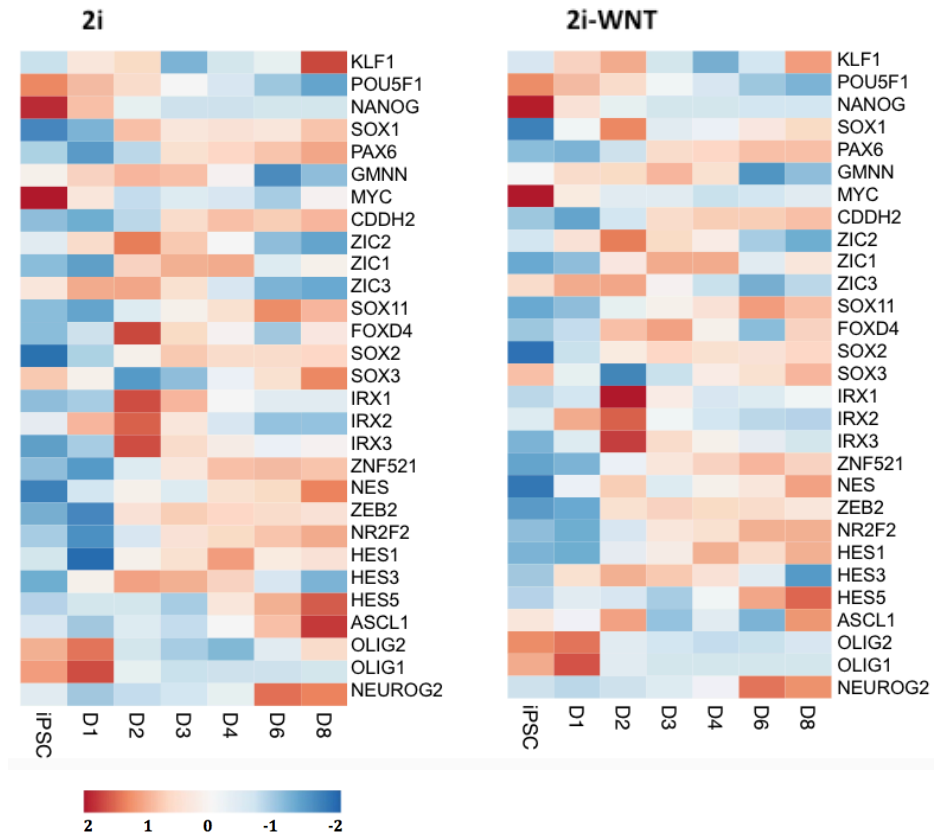 2i
2i-WNT
KLF1
POU5F1
NANOG
SOX1
PAX6
GMNN
MYC
CDDH2
ZIC2
ZIC1
ZIC3
SOX11
FOXD4
SOX2
SOX3
IRX1
IRX2
IRX3
ZNF521
NES
ZEB2
NR2F2
HES1
HES3
HES5
ASCL1
OLIG2
OLIG1
NEUROG2
iPSC D1 D2 D3 D4 D6 D8
KLF1
POU5F1
NANOG
SOX1
PAX6
GMNN
MYC
CDDH2
ZIC2
ZIC1
ZIC3
SOX11
FOXD4
SOX2
SOX3
IRX1
IRX2
IRX3
ZNF521
NES
ZEB2
NR2F2
HES1
HES3
HES5
ASCL1
OLIG2
OLIG1
NEUROG2
iPSC D1 D2 D3 D4 D6 D8
2 1 0 -1 -2